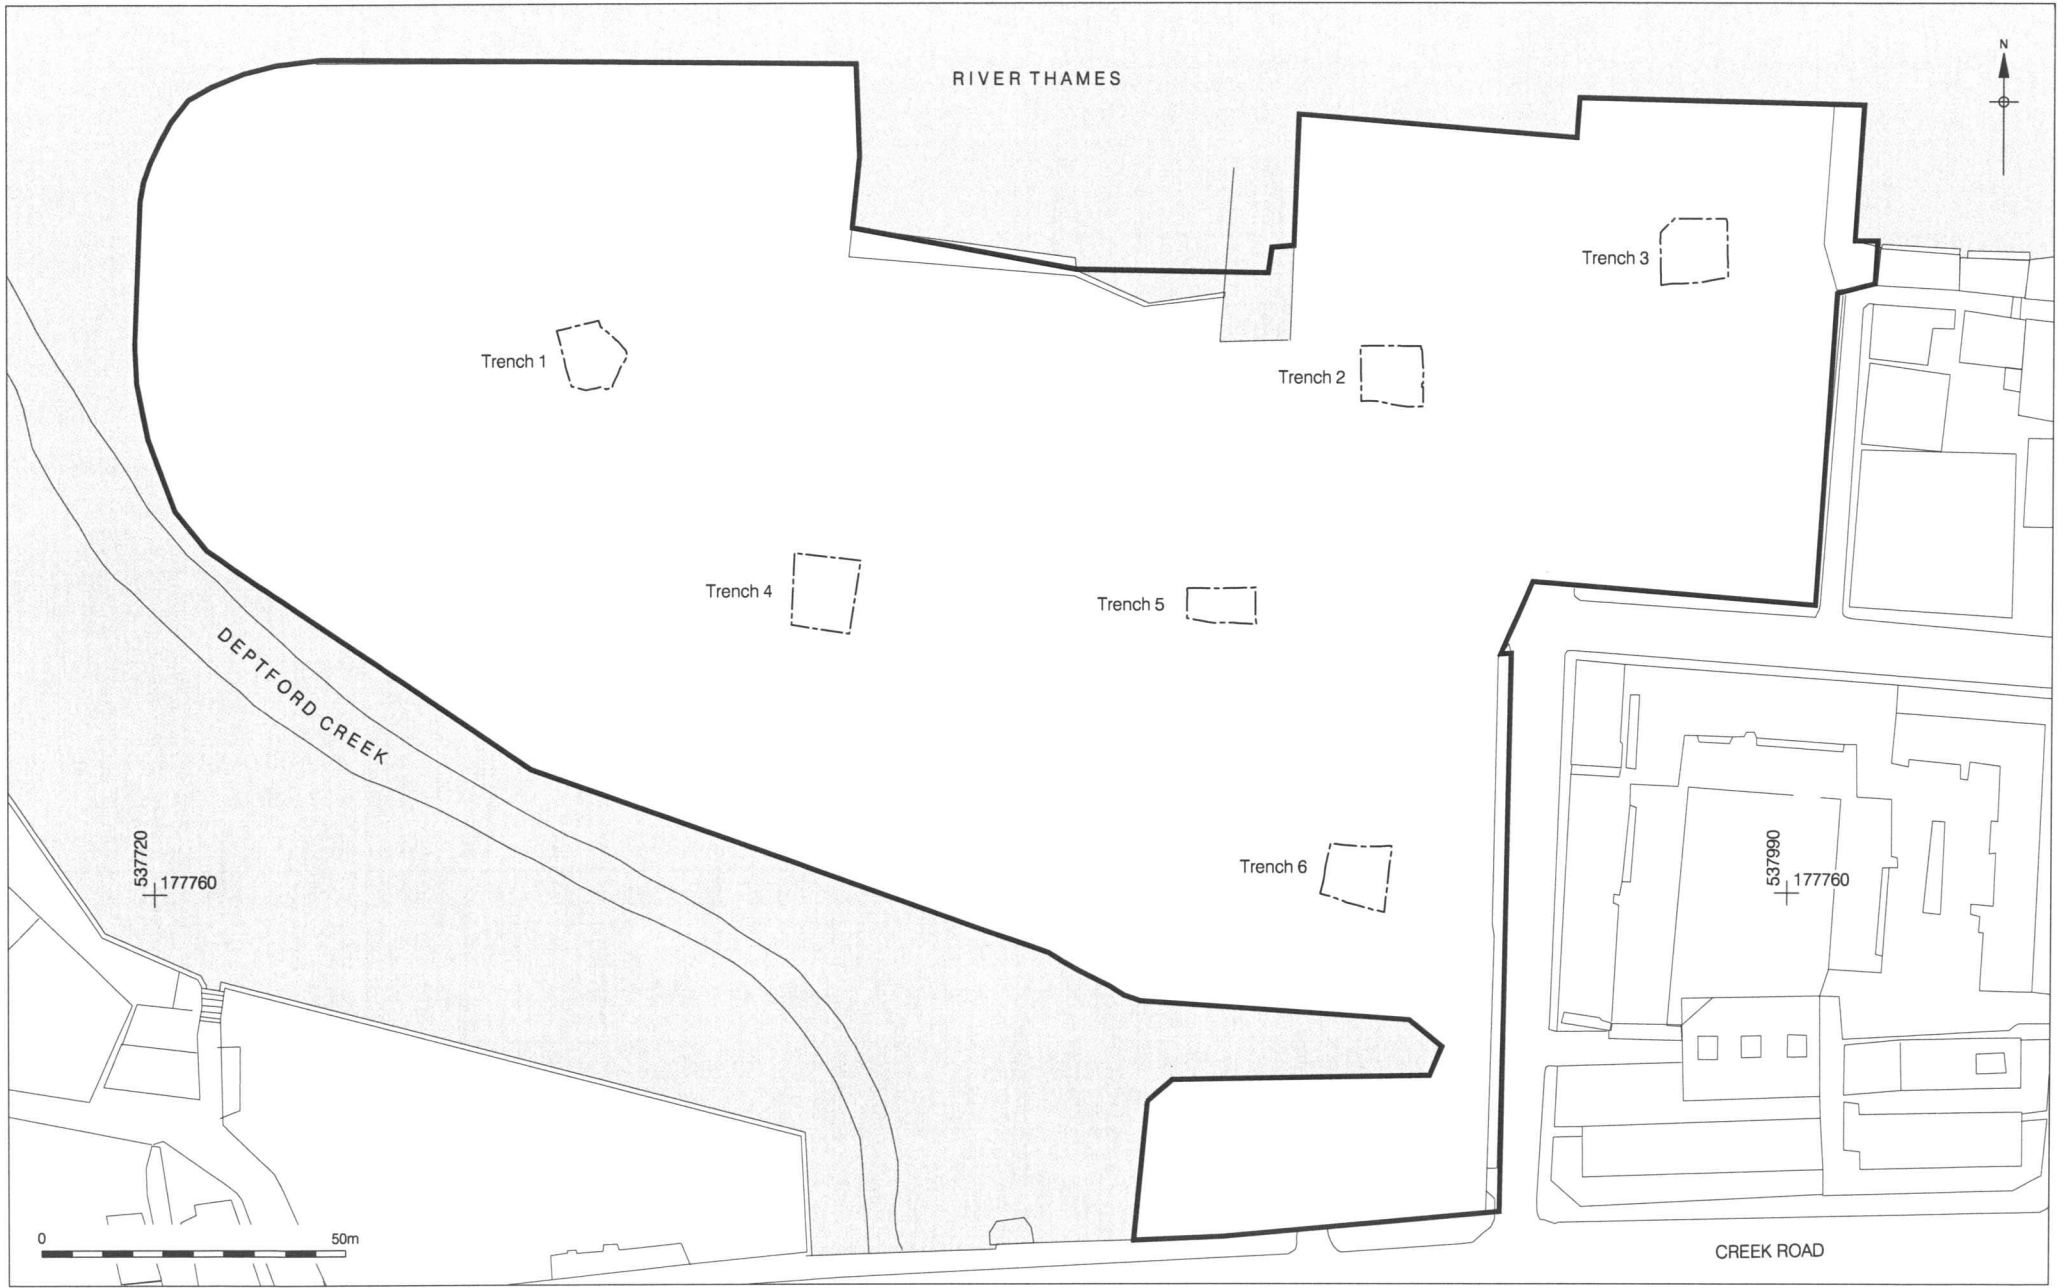 N
RIVER THAMES
Trench 3
Trench 1
Trench 2
Trench 4
Trench 5
DEPTFORD CREEK
Trench 6
537720
177760
537990
177760
0 50m
CREEK ROAD